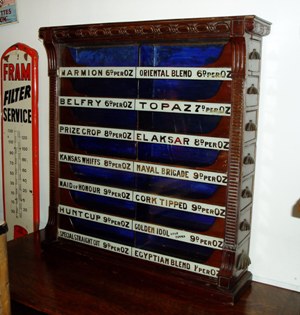 FRAM
FILTER
SERVICE
MARMION 6D PER OZ
ORIENTAL BLEND 6D PER OZ
BELFRY 6D PER OZ
TOPAZ 7D PER OZ
PRIZE CROP 8D PER OZ
ELAKSAR 8D PER OZ
KANSAS WHIFFS 8D PER OZ
NAVAL BRIGADE 9D PER OZ
MAID OF HONOUR 9D PER OZ
CORK TIPPED 9D PER OZ
HUNT CUP 9D PER OZ
GOLDEN IDOL 9D PER OZ
SPECIAL STRAIGHT CUT 9D PER OZ
EGYPTIAN BLEND PER OZ